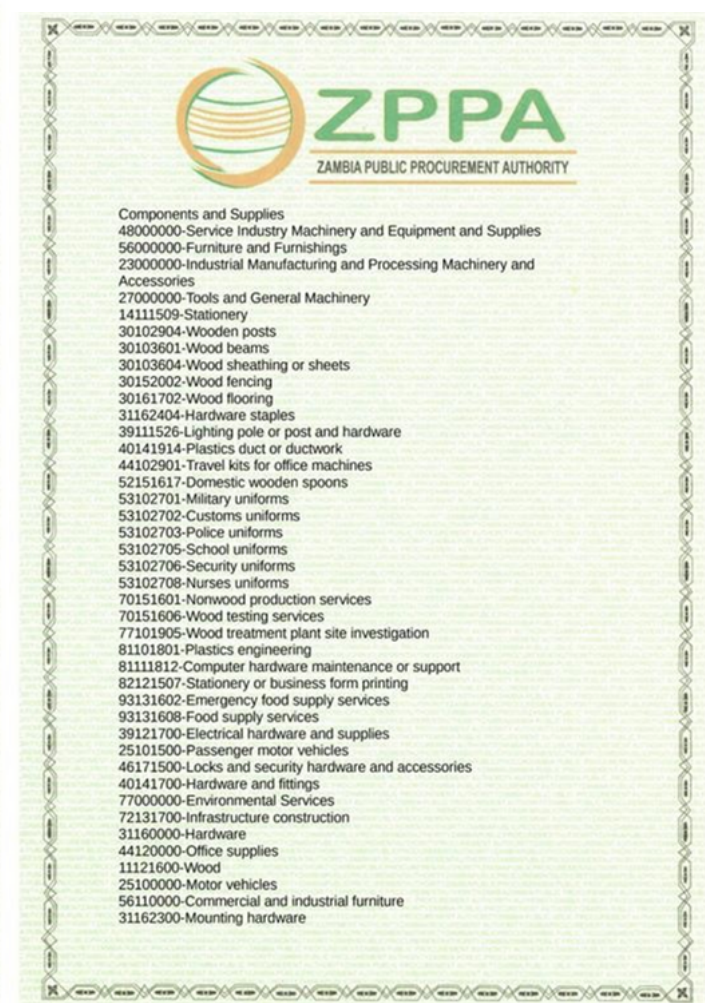 ZPPA
ZAMBIA PUBLIC PROCUREMENT AUTHORITY
Components and Supplies
48000000-Service Industry Machinery and Equipment and Supplies
56000000-Furniture and Furnishings
23000000-Industrial Manufacturing and Processing Machinery and
Accessories
27000000-Tools and General Machinery
14111509-Stationery
30102904-Wooden posts
30103601-Wood beams
30103604-Wood sheathing or sheets
30152002-Wood fencing
30161702-Wood flooring
31162404-Hardware staples
39111526-Lighting pole or post and hardware
40141914-Plastics duct or ductwork
44102901-Travel kits for office machines
52151617-Domestic wooden spoons
53102701-Military uniforms
53102702-Customs uniforms
53102703-Police uniforms
53102705-School uniforms
53102706-Security uniforms
53102708-Nurses uniforms
70151601-Nonwood production services
70151606-Wood testing services
77101905-Wood treatment plant site investigation
81101801-Plastics engineering
81111812-Computer hardware maintenance or support
82121507-Stationery or business form printing
93131602-Emergency food supply services
93131608-Food supply services
39121700-Electrical hardware and supplies
25101500-Passenger motor vehicles
46171500-Locks and security hardware and accessories
40141700-Hardware and fittings
77000000-Environmental Services
72131700-Infrastructure construction
31160000-Hardware
44120000-Office supplies
11121600-Wood
25100000-Motor vehicles
56110000-Commercial and industrial furniture
31162300-Mounting hardware